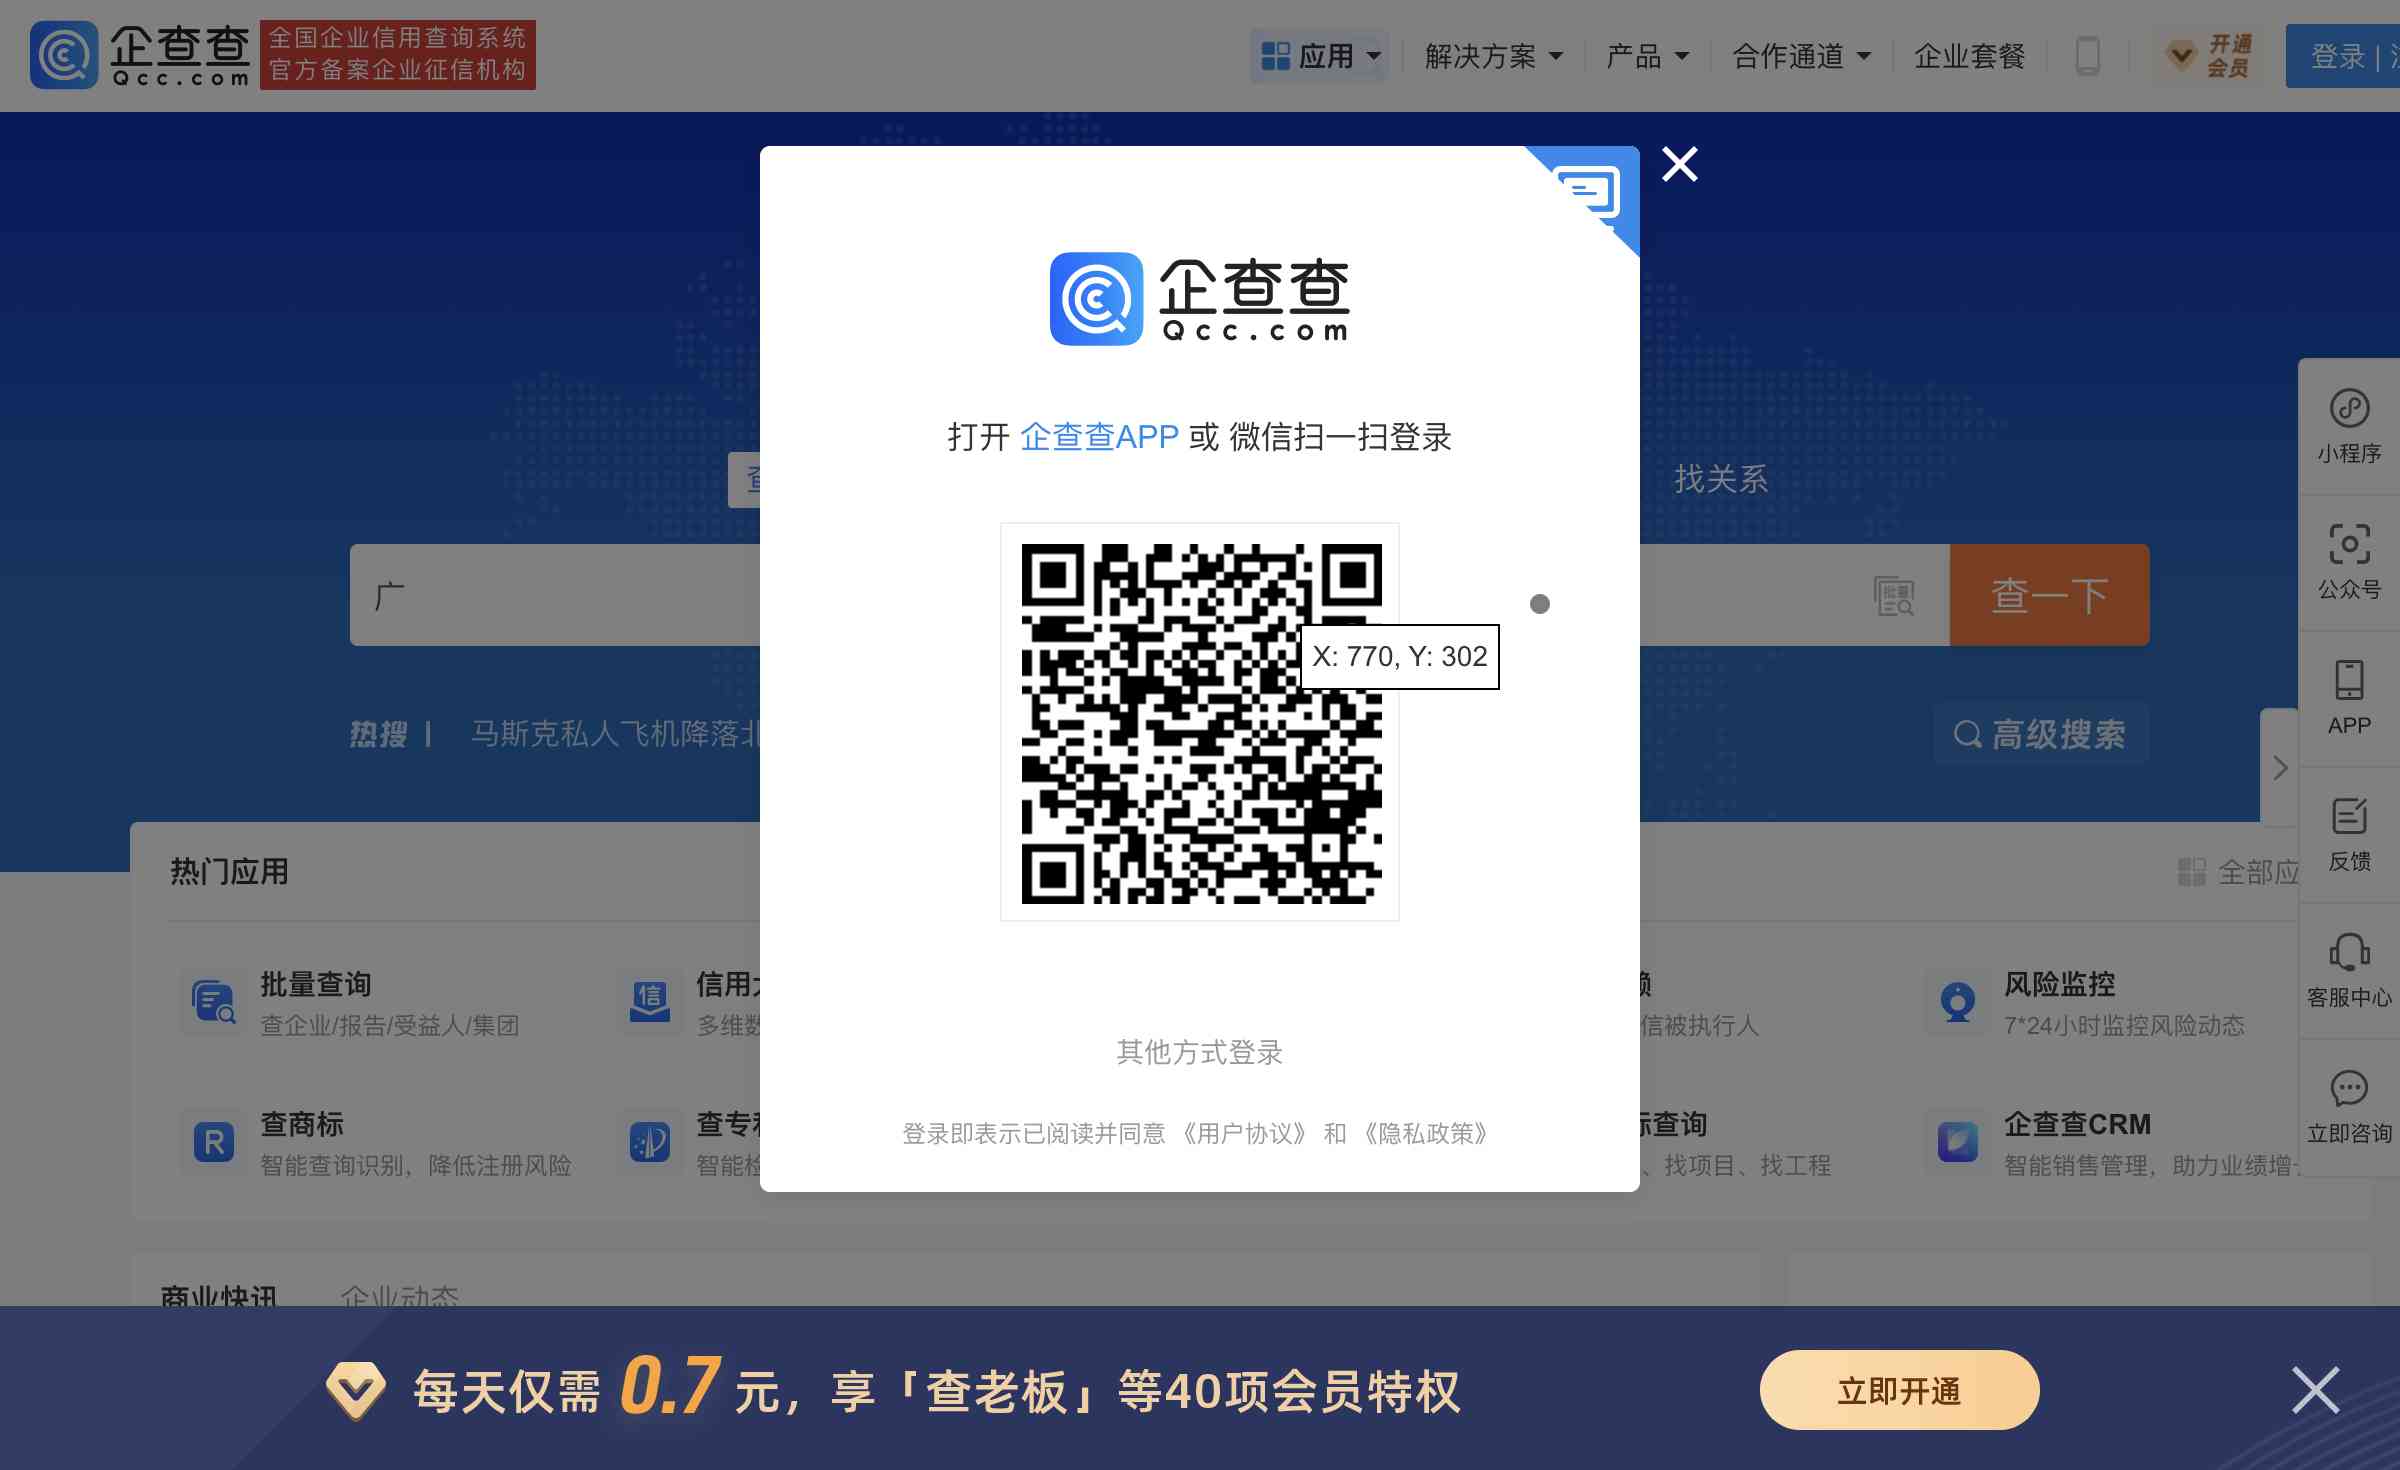 企查查
Qcc.com
全国企业信用查询系统
官方备案企业征信机构
应用
解决方案
产品
合作通道
企业套餐
开通
会员
登录 |
企查查
Qcc.com
打开 企查查APP 或 微信扫一扫登录
找关系
广
批量
查一下
X: 770, Y: 302
热搜
马斯克私人飞机降落北
高级搜索
小程序
公众号
APP
反馈
客服中心
立即咨询
热门应用
全部应
批量查询
查企业/报告/受益人/集团
信
信用
多维数
信被执行人
风险监控
7*24小时监控风险动态
其他方式登录
R
查商标
智能查询识别，降低注册风险
查专
智能检
标查询
、找项目、找工程
企查查CRM
智能销售管理，助力业绩增
登录即表示已阅读并同意《用户协议》 和 《隐私政策》
商业快讯
企业动态
每天仅需 0.7 元，享「查老板」等40项会员特权
立即开通